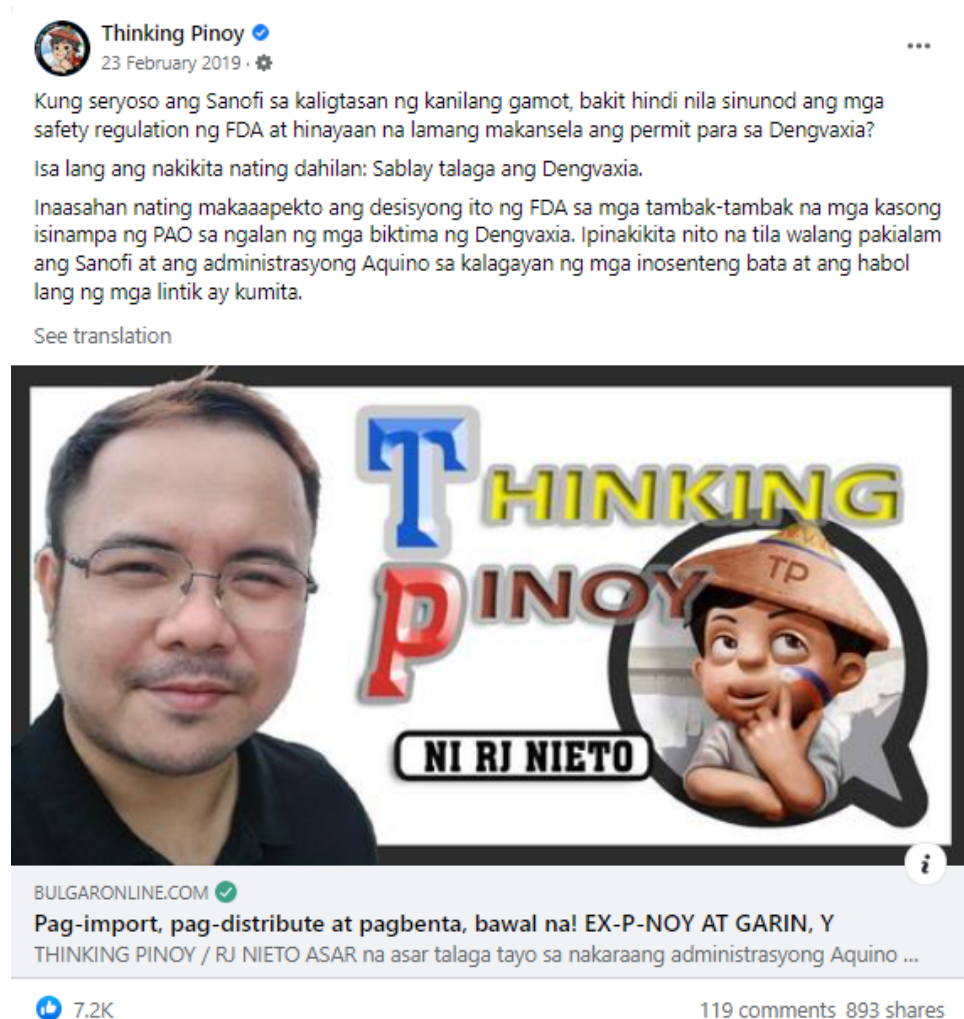 Thinking Pinoy
23 February 2019 ·
Kung seryoso ang Sanofi sa kaligtasan ng kanilang gamot, bakit hindi nila sinunod ang mga
safety regulation ng FDA at hinayaan na lamang makansela ang permit para sa Dengvaxia?
Isa lang ang nakikita nating dahilan: Sablay talaga ang Dengvaxia.
Inaasahan nating makaaapekto ang desisyong ito ng FDA sa mga tambak-tambak na mga kasong
isinampa ng PAO sa ngalan ng mga biktima ng Dengvaxia. Ipinakikita nito na tila walang pakialam
ang Sanofi at ang administrasyong Aquino sa kalagayan ng mga inosenteng bata at ang habol
lang ng mga lintik ay kumita.
See translation
THINKING
PINOY
TP
NI RJ NIETO
i
BULGARONLINE.COM
Pag-import, pag-distribute at pagbenta, bawal na! EX-P-NOY AT GARIN, Y
THINKING PINOY / RJ NIETO ASAR na asar talaga tayo sa nakaraang administrasyong Aquino ...
7.2K
119 comments 893 shares